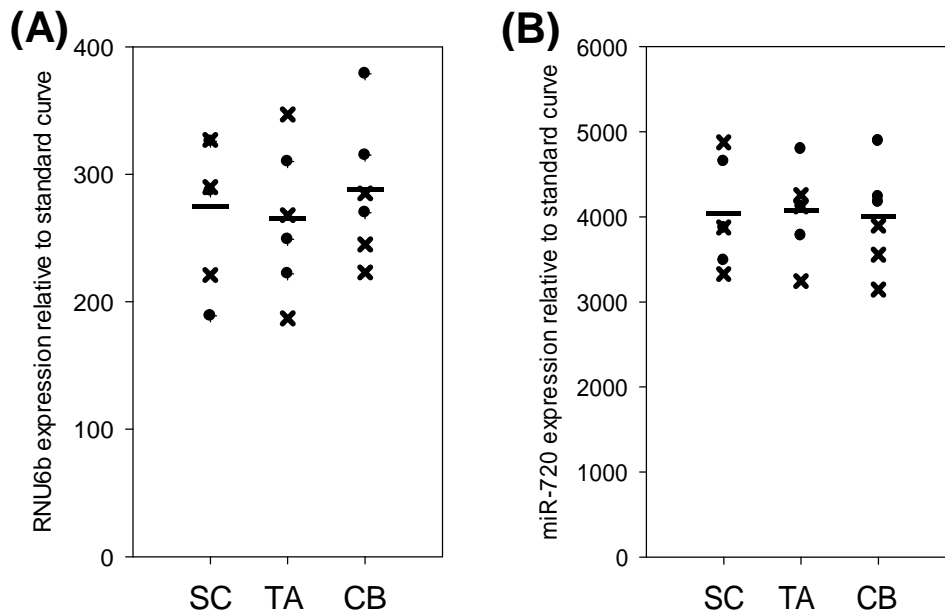 (A)
RNU6b expression relative to standard curve
400
300
200
100
0
SC TA CB
(B)
miR-720 expression relative to standard curve
6000
5000
4000
3000
2000
1000
0
SC TA CB